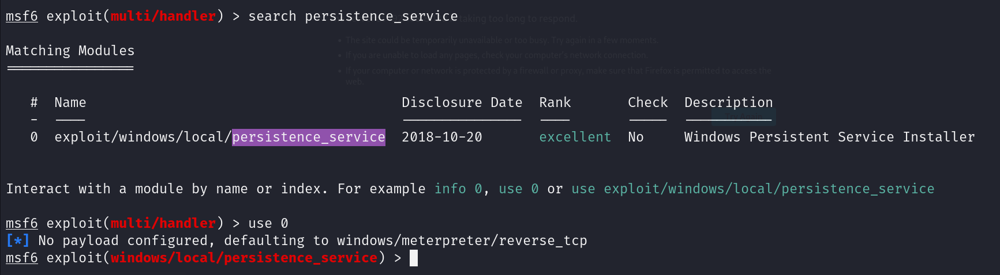 msf6 exploit(multi/handler) > search persistence_service
taking too long to respond.
The site could be temporarily unavailable or too busy. Try again in a few moments.
Matching Modules
If you are unable to load any pages, check your computer's network connection.
================
If your computer or network is protected by a firewall or proxy, make sure that Firefox is permitted to access the
web.
# Name Disclosure Date Rank Check Description
- ---- --------------- ---- ----- -----------
Try Again
0 exploit/windows/local/persistence_service 2018-10-20 excellent No Windows Persistent Service Installer
Interact with a module by name or index. For example info 0, use 0 or use exploit/windows/local/persistence_service
msf6 exploit(multi/handler) > use 0
[*] No payload configured, defaulting to windows/meterpreter/reverse_tcp
msf6 exploit(windows/local/persistence_service) >